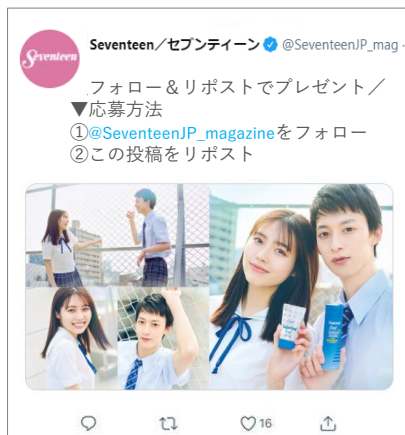 Seventeen
Seventeen／セブンティーン @SeventeenJP_mag ·
フォロー＆リポストでプレゼント／
▼応募方法
①@SeventeenJP_magazineをフォロー
②この投稿をリポスト
16